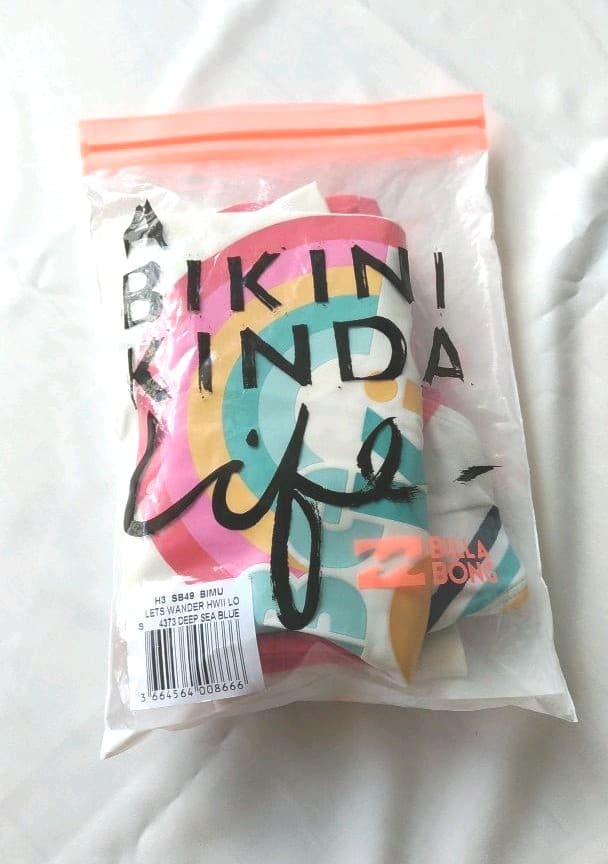 A
BIKINI
KINDA
Life-
BILLA
BONG
H3 SB49 BIMU
LETS WANDER HWII LO
S 4373 DEEP SEA BLUE
3 664564 008666